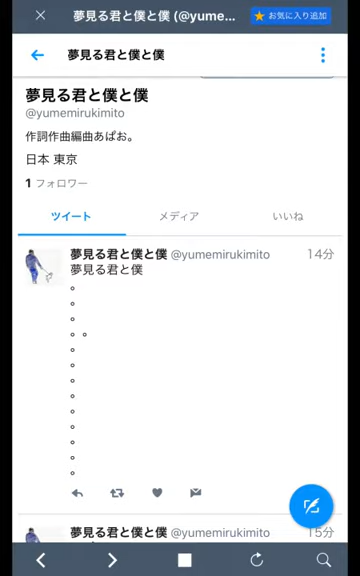 夢見る君と僕と僕 (@yume...
お気に入り追加
夢見る君と僕と僕
夢見る君と僕と僕
@yumemirukimito
作詞作曲編曲あぱお。
日本 東京
1 フォロワー
ツイート メディア いいね
夢見る君と僕と僕 @yumemirukimito 14分
夢見る君と僕
。
。
。
。。
。
。
。
。
。
。
。
。
。
夢見る君と僕と僕 @yumemirukimito 15分